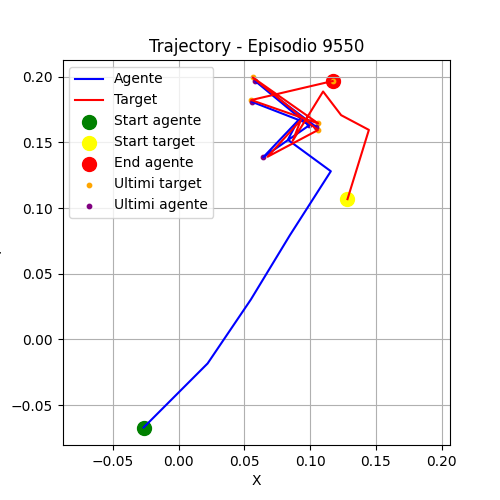 Trajectory - Episodio 9550
0.20
0.15
0.10
0.05
0.00
−0.05
Agente
Target
Start agente
Start target
End agente
Ultimi target
Ultimi agente
−0.05 0.00 0.05 0.10 0.15 0.20
X